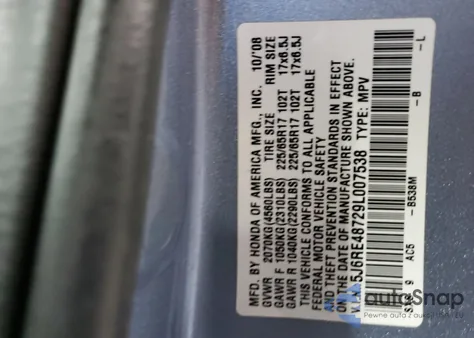 MFD. BY HONDA OF AMERICA MFG., INC. 10/'08
GVWR 2070KG(4560LBS) TIRE SIZE RIM SIZE
GAWR F 1050KG(2310LBS) 225/65R17 102T 17x6.5J
GAWR R 1040KG(2290LBS) 225/65R17 102T 17x6.5J
THIS VEHICLE CONFORMS TO ALL APPLICABLE
FEDERAL MOTOR VEHICLE SAFETY
AND THEFT PREVENTION STANDARDS IN EFFECT
ON THE DATE OF MANUFACTURE SHOWN ABOVE.
5J6RE48729L007538 TYPE: MPV
9 AC5 -B538M -B -L
autoSnap
Pewne auta z